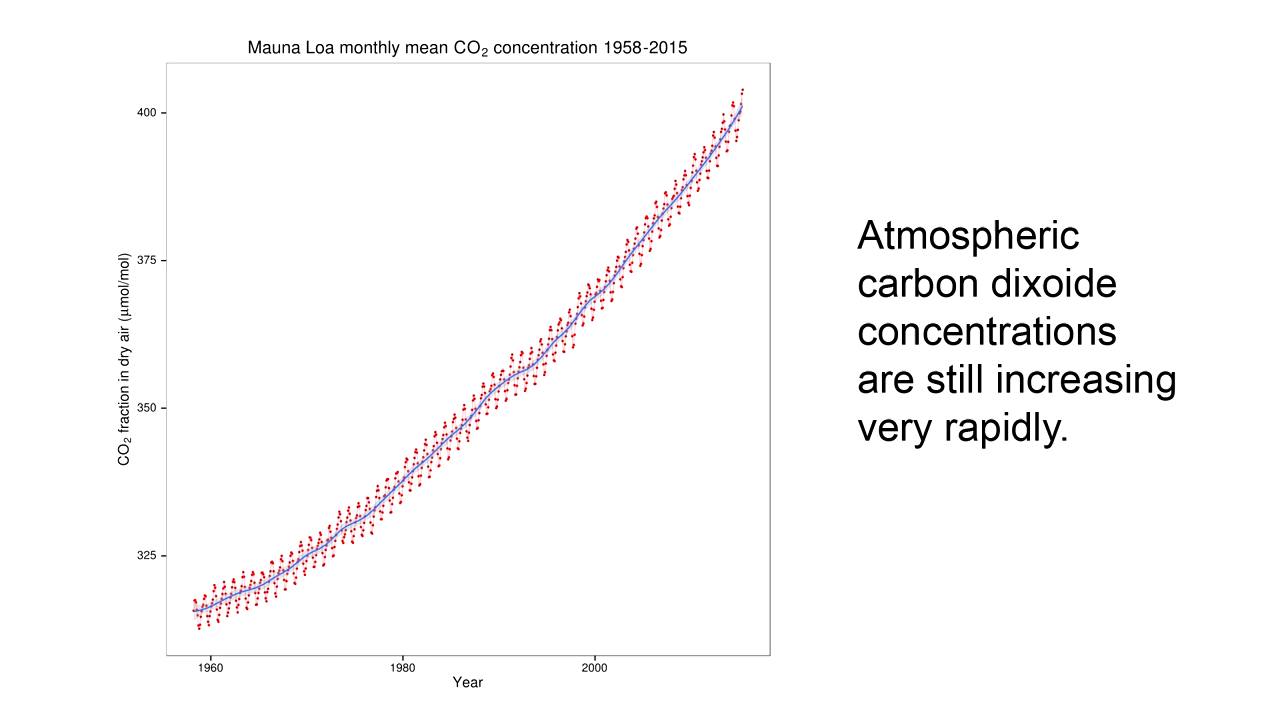 Mauna Loa monthly mean CO₂ concentration 1958-2015
400
375
350
325
CO₂ fraction in dry air (µmol/mol)
1960
1980
2000
Year
Atmospheric
carbon dixoide
concentrations
are still increasing
very rapidly.